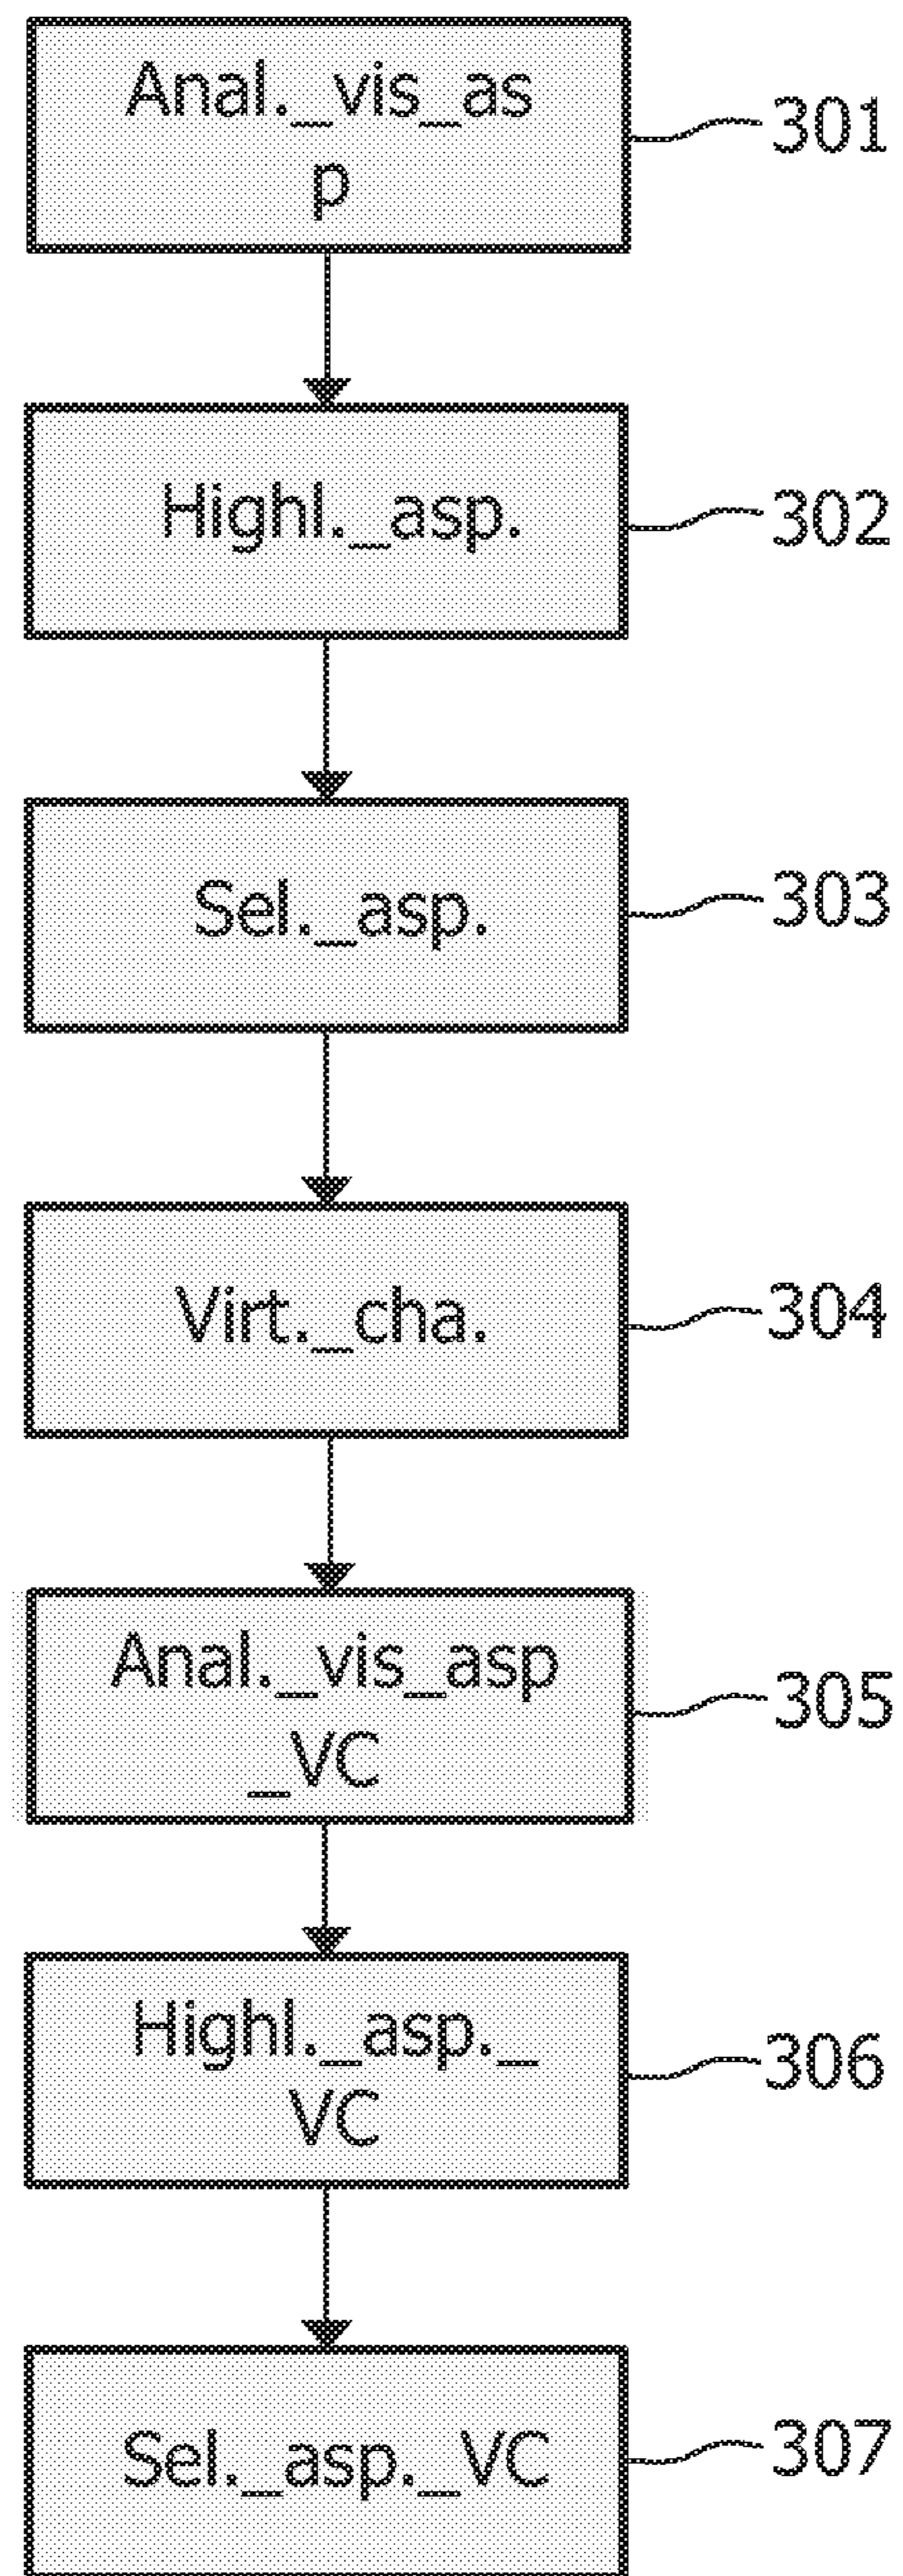 Anal._vis_as
p
301
Highl._asp.
302
Sel._asp.
303
Virt._cha.
304
Anal._vis_asp
_VC
305
Highl._asp._
VC
306
Sel._asp._VC
307